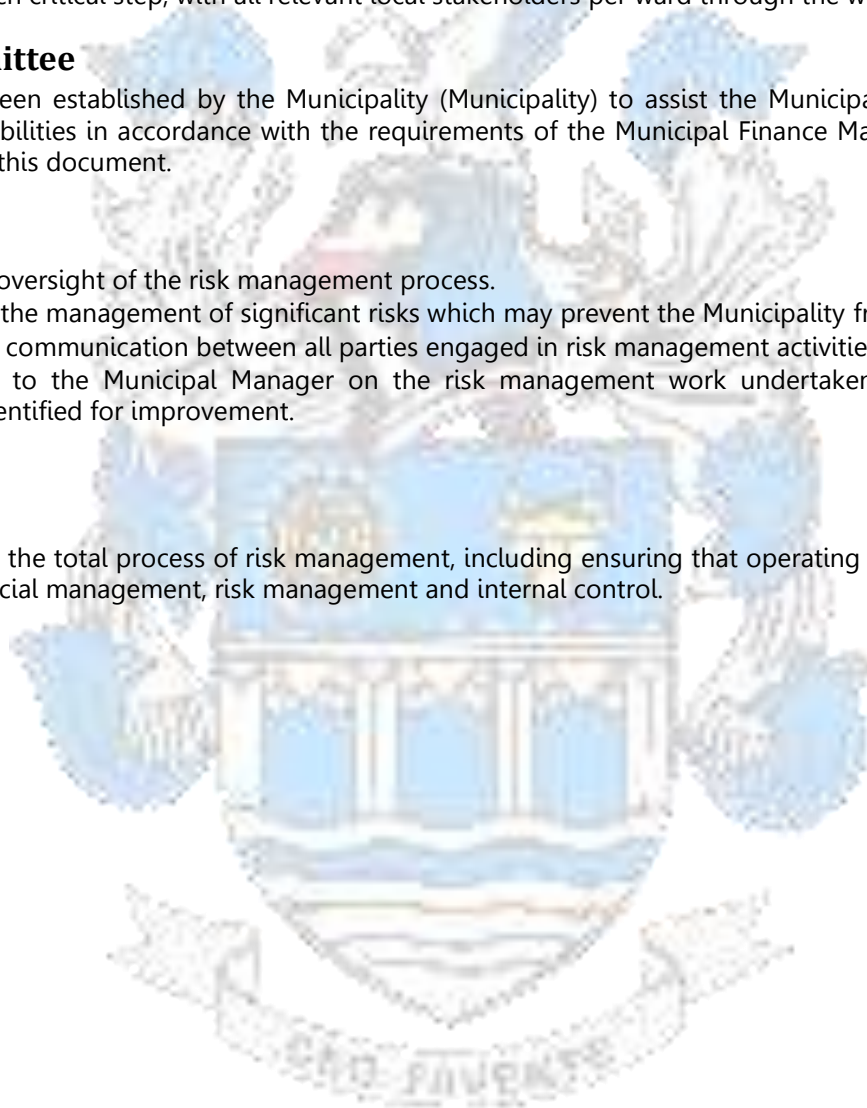 critical step, with all relevant local stakeholders per ward through the
ittee
een established by the Municipality (Municipality) to assist the Municipa
bilities in accordance with the requirements of the Municipal Finance Ma
this document.
oversight of the risk management process.
the management of significant risks which may prevent the Municipality fr
communication between all parties engaged in risk management activitie
to the Municipal Manager on the risk management work undertaken
entified for improvement.
the total process of risk management, including ensuring that operating
cial management, risk management and internal control.
FAVENTE